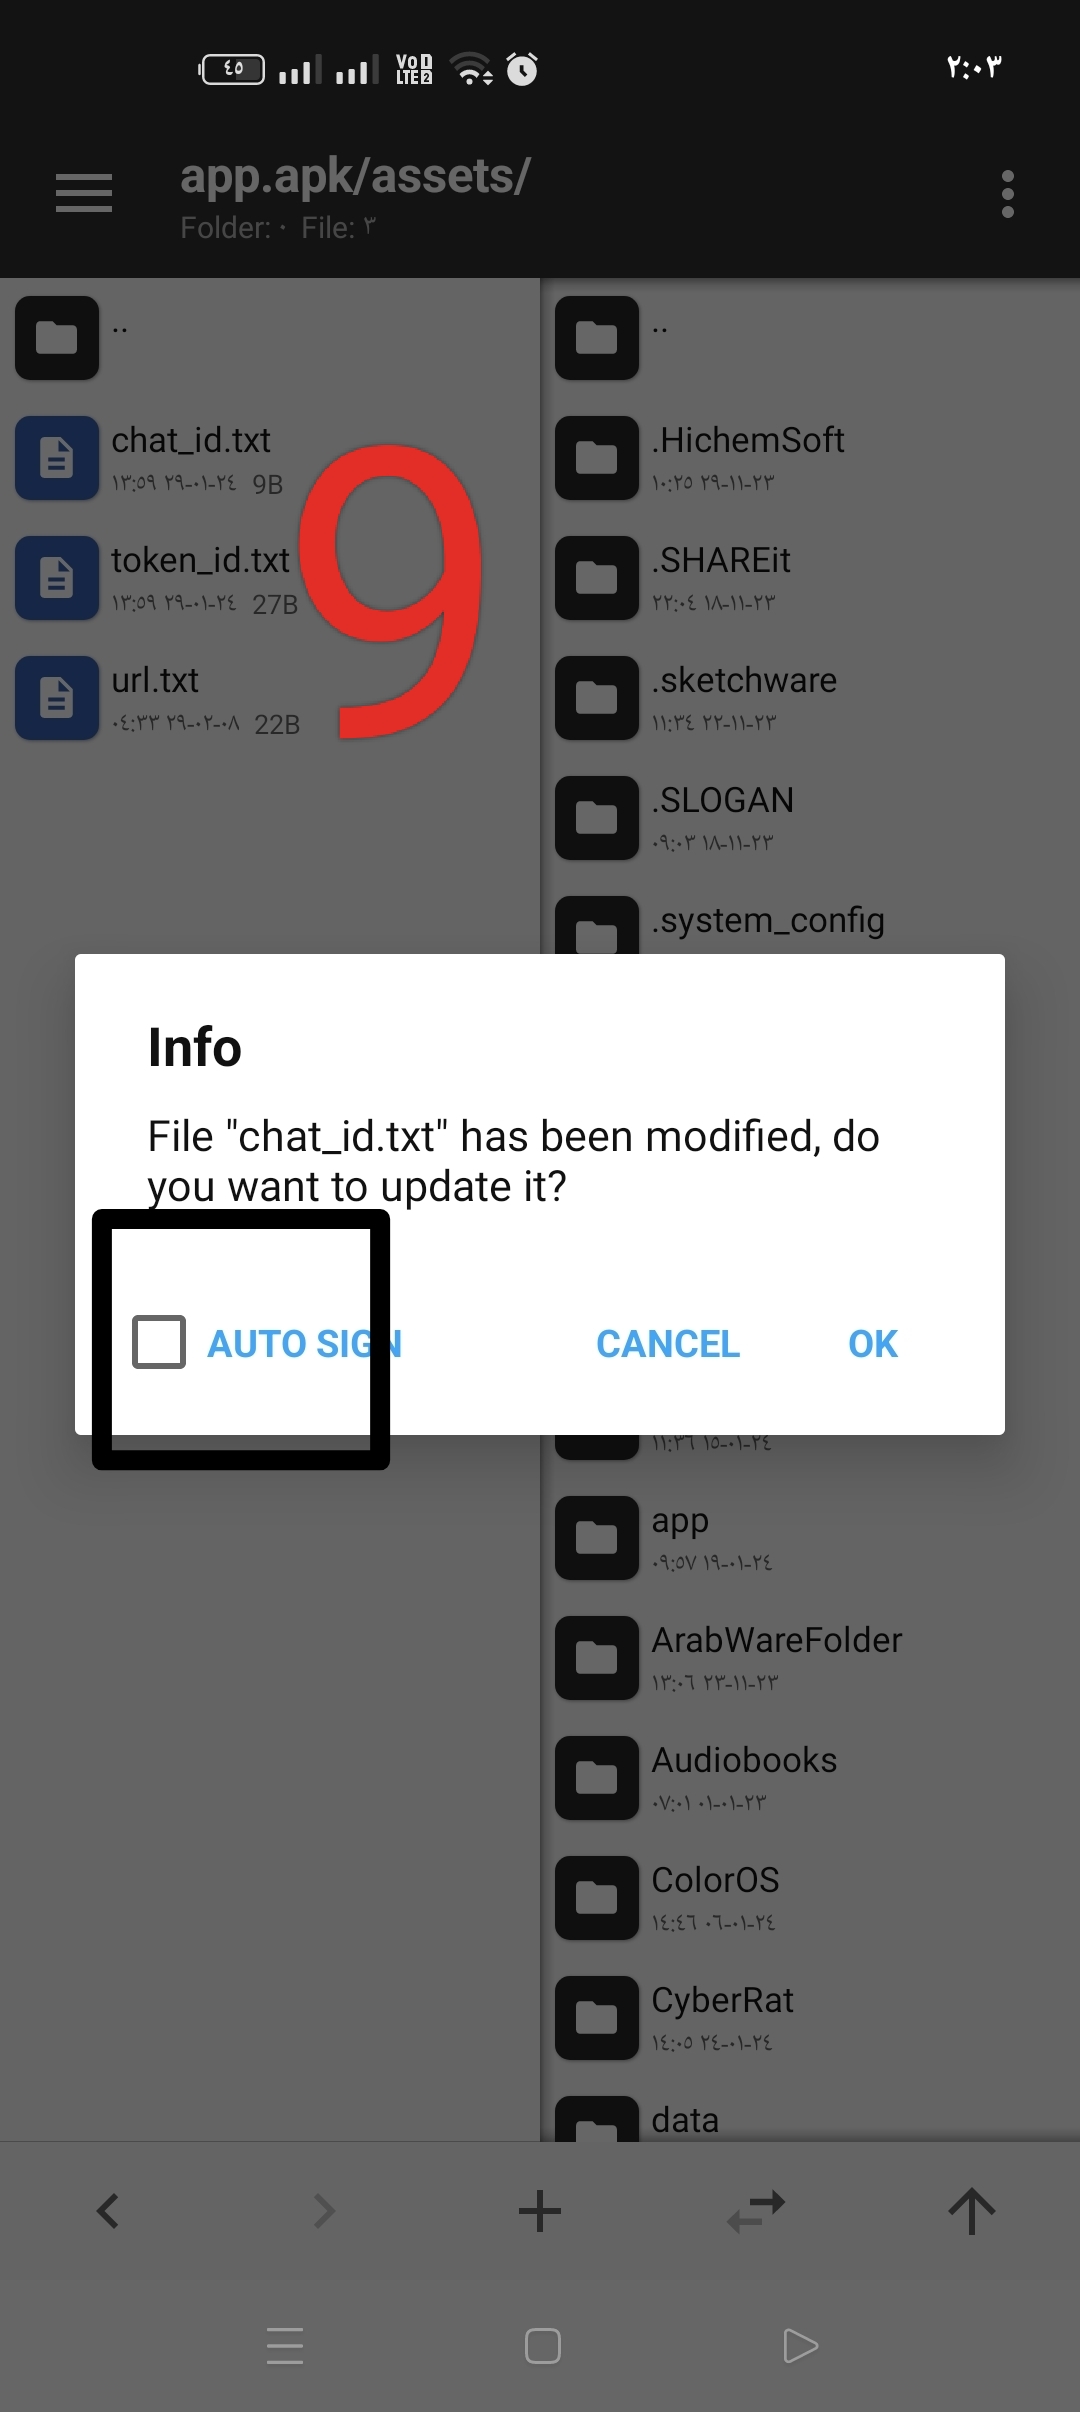 ٤٥ Vo 1 LTE 2 ٢:٠٣
app.apk/assets/
Folder: ٠ File: ٣
..
chat_id.txt
١٣:٥٩ ٢٩-٠١-٢٤ 9B
token_id.txt
١٣:٥٩ ٢٩-٠١-٢٤ 27B
url.txt
٠٤:٣٣ ٢٩-٠٢-٠٨ 22B
9
..
.HichemSoft
١٠:٢٥ ٢٩-١١-٢٣
.SHAREit
٢٢:٠٤ ١٨-١١-٢٣
.sketchware
١١:٣٤ ٢٢-١١-٢٣
.SLOGAN
٠٩:٠٣ ١٨-١١-٢٣
.system_config
Info
File "chat_id.txt" has been modified, do
you want to update it?
AUTO SIGN CANCEL OK
١١:٣٦ ١٥-٠١-٢٤
app
٠٩:٥٧ ١٩-٠١-٢٤
ArabWareFolder
١٣:٠٦ ٢٣-١١-٢٣
Audiobooks
٠٧:٠١ ٠١-٠١-٢٣
ColorOS
١٤:٤٦ ٠٦-٠١-٢٤
CyberRat
١٤:٠٥ ٢٤-٠١-٢٤
data